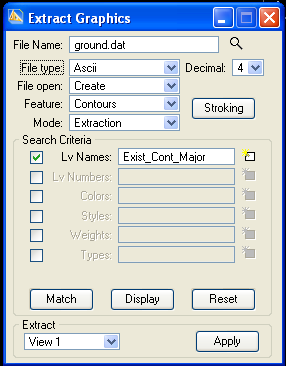 Extract Graphics
File Name: ground.dat
File type: Ascii Decimal: 4
File open: Create
Feature: Contours Stroking
Mode: Extraction
Search Criteria
Lv Names: Exist_Cont_Major
Lv Numbers:
Colors:
Styles:
Weights:
Types:
Match Display Reset
Extract
View 1 Apply